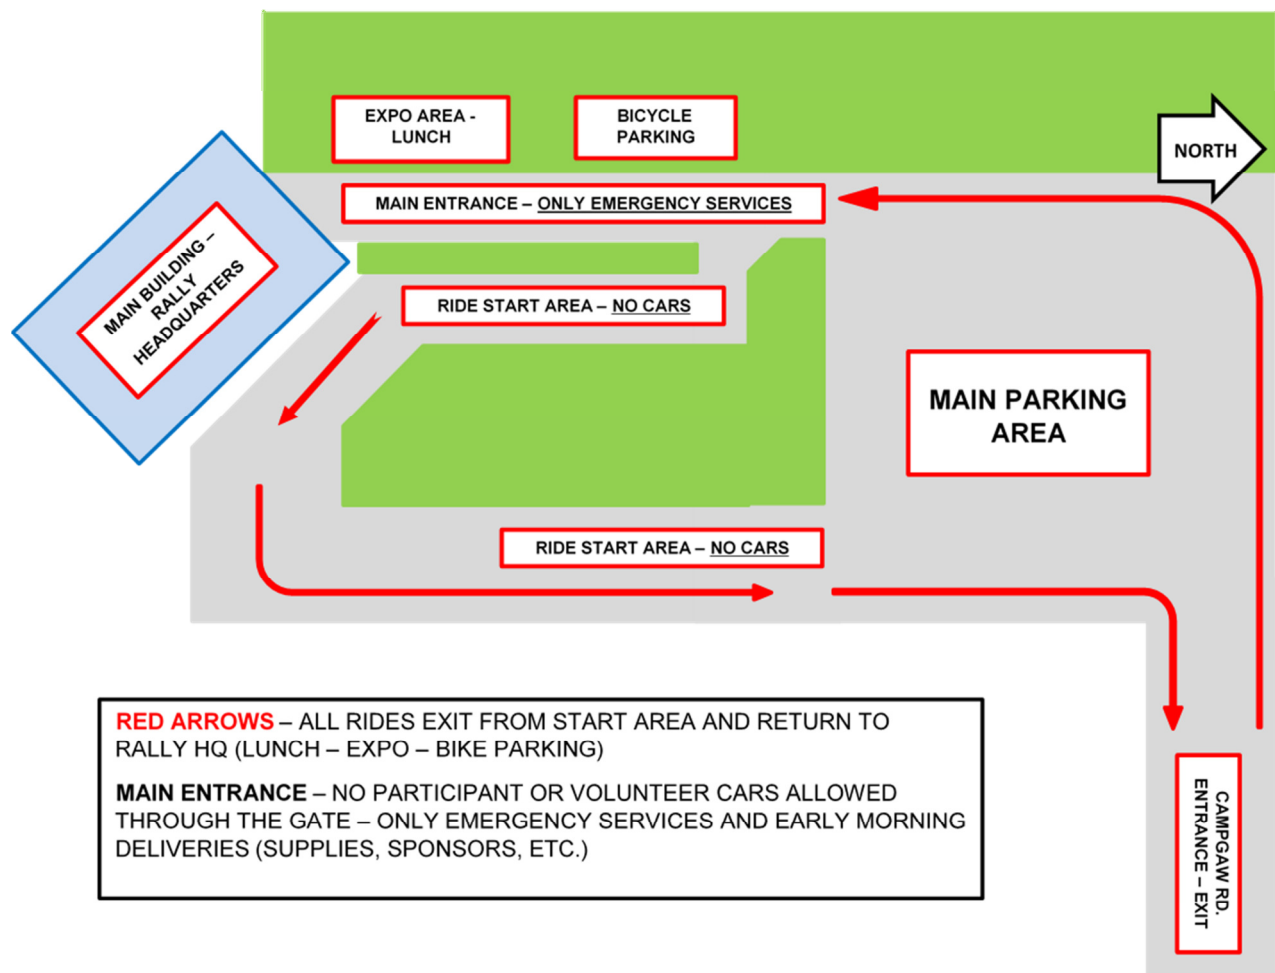 EXPO AREA -
LUNCH
BICYCLE
PARKING
NORTH
MAIN ENTRANCE – ONLY EMERGENCY SERVICES
MAIN BUILDING –
RALLY
HEADQUARTERS
RIDE START AREA – NO CARS
MAIN PARKING
AREA
RIDE START AREA – NO CARS
RED ARROWS – ALL RIDES EXIT FROM START AREA AND RETURN TO
RALLY HQ (LUNCH – EXPO – BIKE PARKING)
MAIN ENTRANCE – NO PARTICIPANT OR VOLUNTEER CARS ALLOWED
THROUGH THE GATE – ONLY EMERGENCY SERVICES AND EARLY MORNING
DELIVERIES (SUPPLIES, SPONSORS, ETC.)
CAMPGAW RD.
ENTRANCE – EXIT